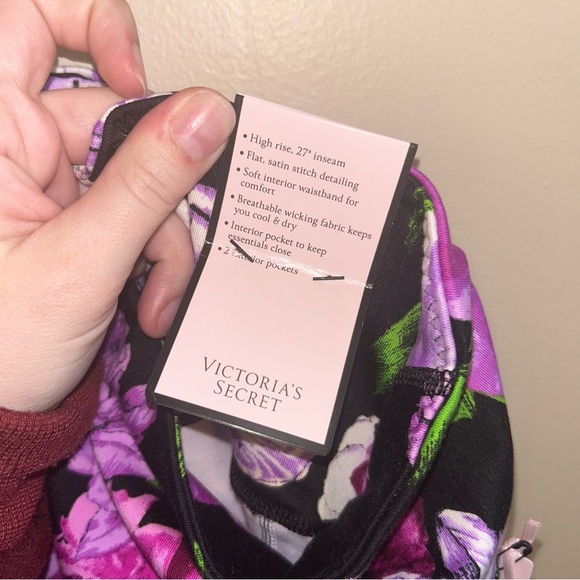 • High rise, 27" inseam
• Flat, satin stitch detailing
• Soft interior waistband for
comfort
• Breathable wicking fabric keeps
you cool & dry
• Interior pocket to keep
essentials close
• 2 pockets
VICTORIA'S
SECRET